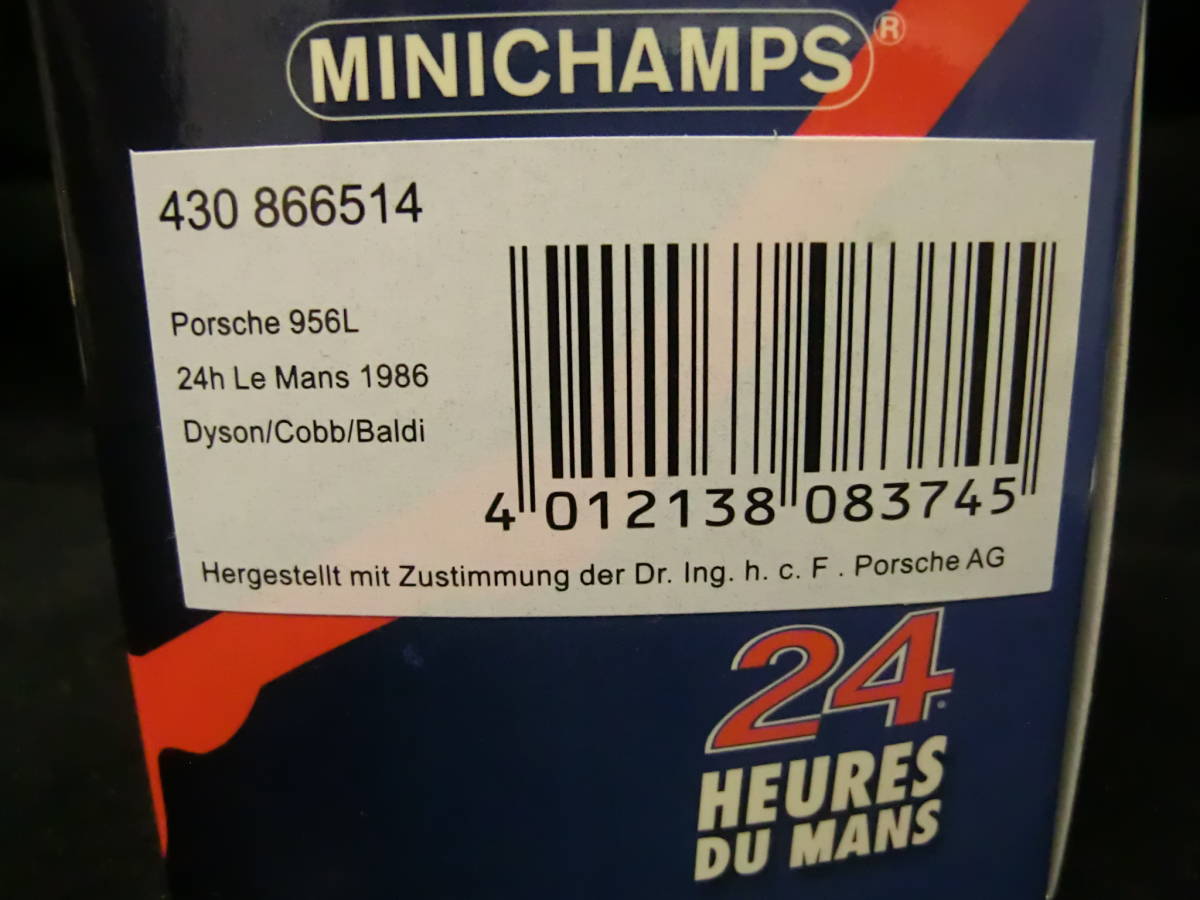 MINICHAMPS®
430 866514
Porsche 956L
24h Le Mans 1986
Dyson/Cobb/Baldi
4 012138 083745
Hergestellt mit Zustimmung der Dr. Ing. h. c. F . Porsche AG
24
HEURES
DU MANS